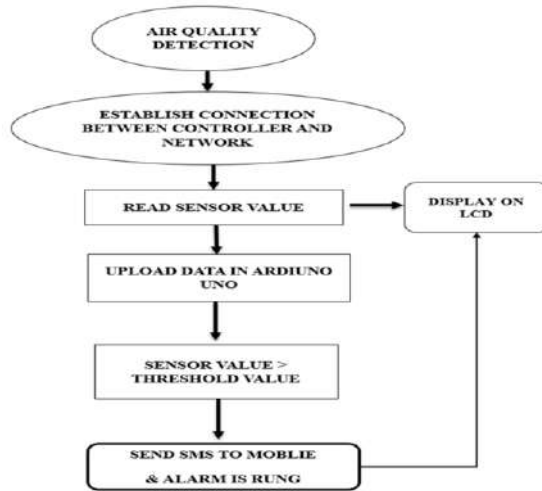 AIR QUALITY
DETECTION
ESTABLISH CONNECTION
BETWEEN CONTROLLER AND
NETWORK
READ SENSOR VALUE
DISPLAY ON
LCD
UPLOAD DATA IN ARDIUNO
UNO
SENSOR VALUE >
THRESHOLD VALUE
SEND SMS TO MOBLIE
& ALARM IS RUNG